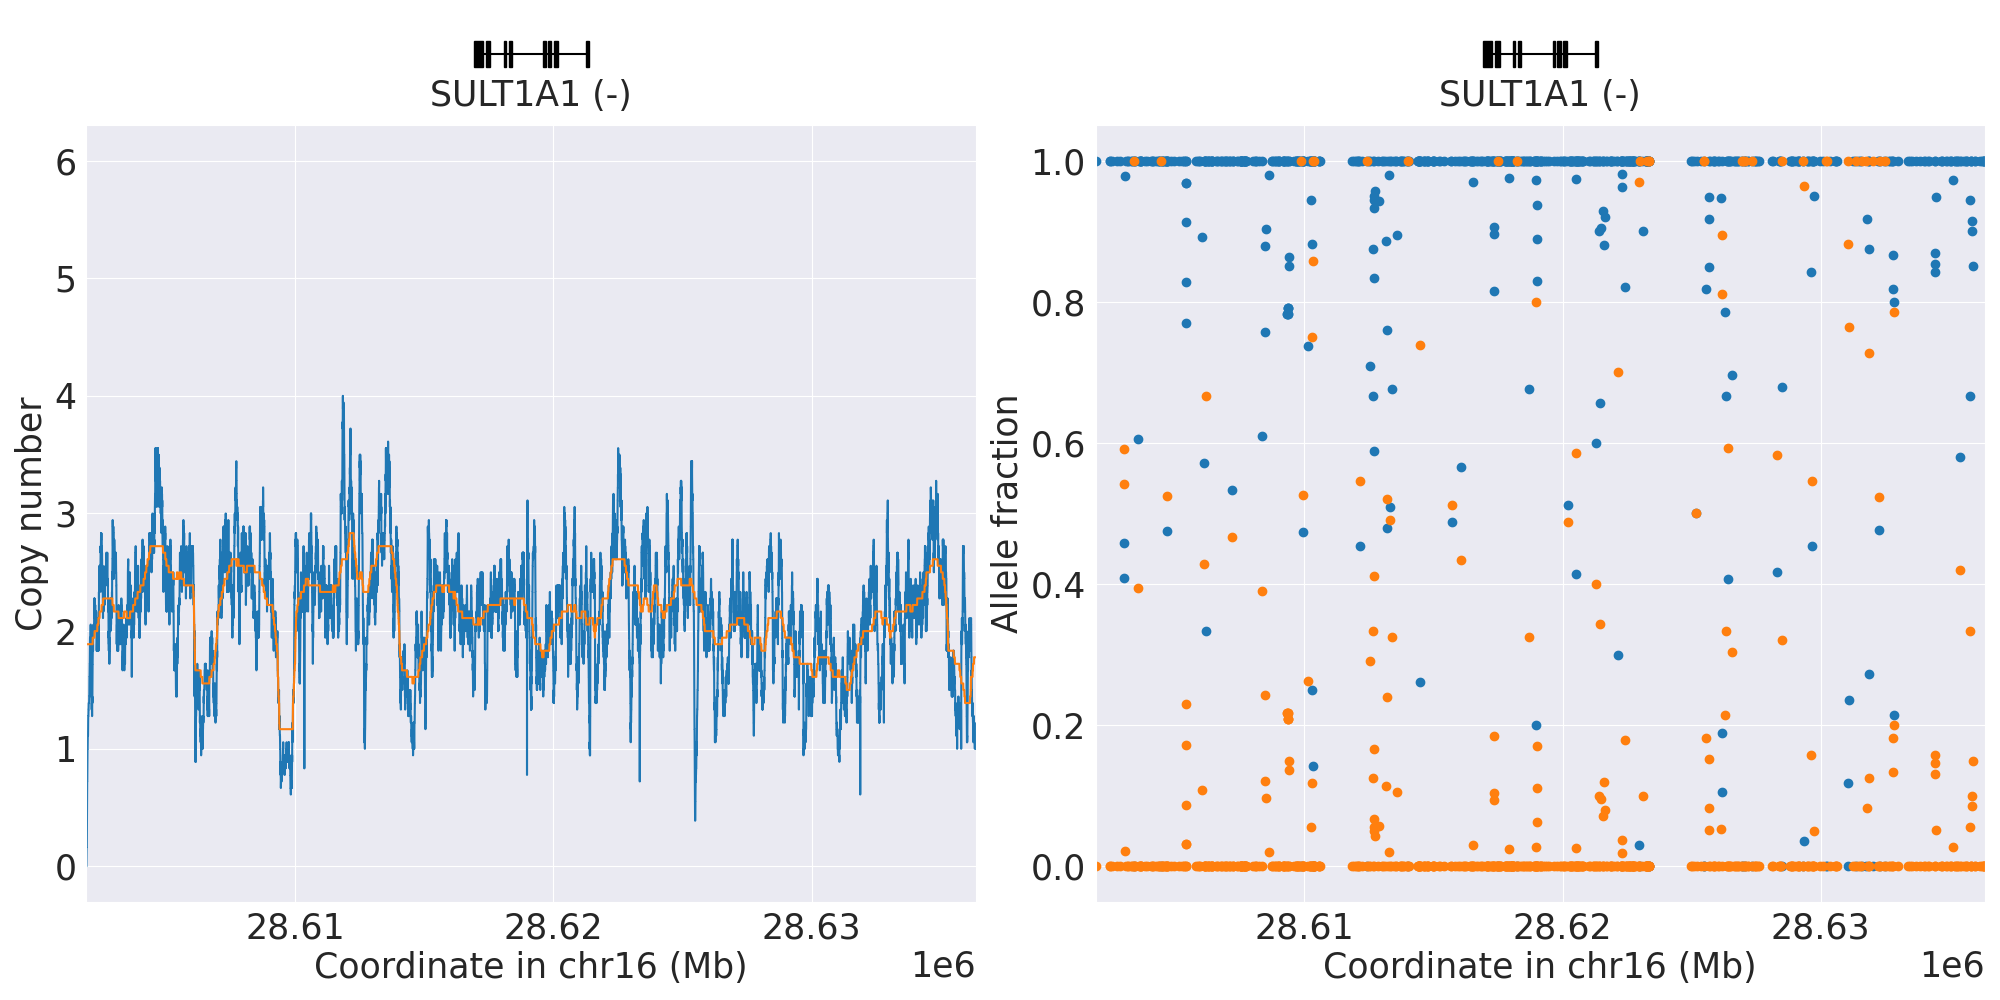 SULT1A1 (-)
Copy number
6
5
4
3
2
1
0
28.61
28.62
28.63
Coordinate in chr16 (Mb)
1e6
SULT1A1 (-)
Allele fraction
1.0
0.8
0.6
0.4
0.2
0.0
28.61
28.62
28.63
Coordinate in chr16 (Mb)
1e6